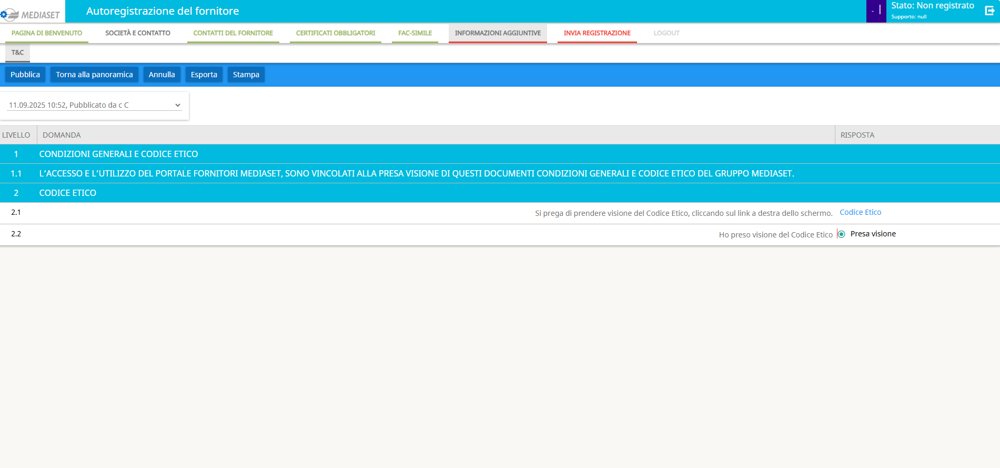 MEDIASET
Autoregistrazione del fornitore
- |
Stato: Non registrato
Supporto: null
PAGINA DI BENVENUTO
SOCIETÀ E CONTATTO
CONTATTI DEL FORNITORE
CERTIFICATI OBBLIGATORI
FAC-SIMILE
INFORMAZIONI AGGIUNTIVE
INVIA REGISTRAZIONE
LOGOUT
T&C
Pubblica
Torna alla panoramica
Annulla
Esporta
Stampa
11.09.2025 10:52, Pubblicato da c C
LIVELLO
DOMANDA
RISPOSTA
1 CONDIZIONI GENERALI E CODICE ETICO
1.1 L'ACCESSO E L'UTILIZZO DEL PORTALE FORNITORI MEDIASET, SONO VINCOLATI ALLA PRESA VISIONE DI QUESTI DOCUMENTI CONDIZIONI GENERALI E CODICE ETICO DEL GRUPPO MEDIASET.
2 CODICE ETICO
2.1 Si prega di prendere visione del Codice Etico, cliccando sul link a destra dello schermo. Codice Etico
2.2 Ho preso visione del Codice Etico Presa visione